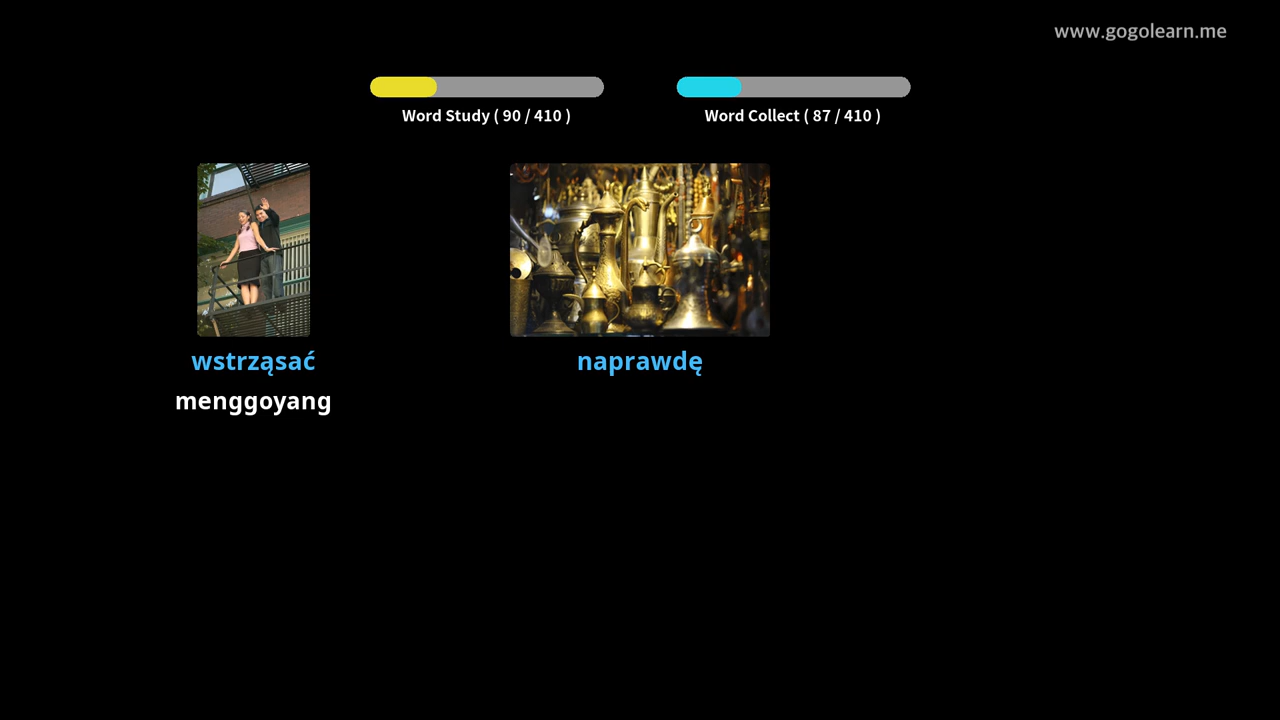 www.gogolearn.me
Word Study ( 90 / 410 )
Word Collect ( 87 / 410 )
wstrząsać
naprawdę
menggoyang